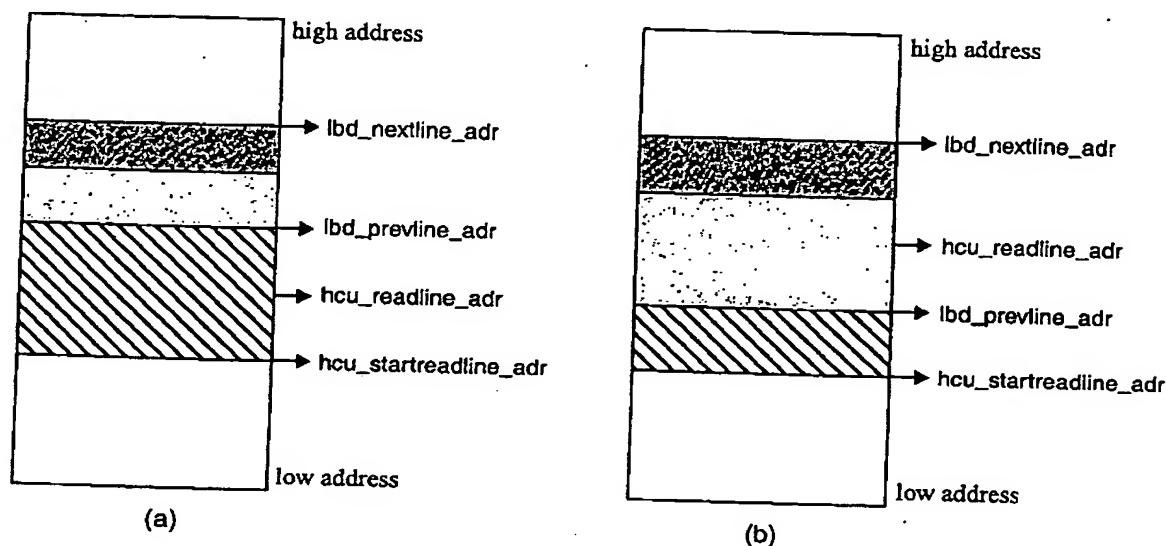 high address
lbd_nextline_adr
lbd_prevline_adr
hcu_readline_adr
hcu_startreadline_adr
low address
(a)
high address
lbd_nextline_adr
hcu_readline_adr
lbd_prevline_adr
hcu_startreadline_adr
low address
(b)